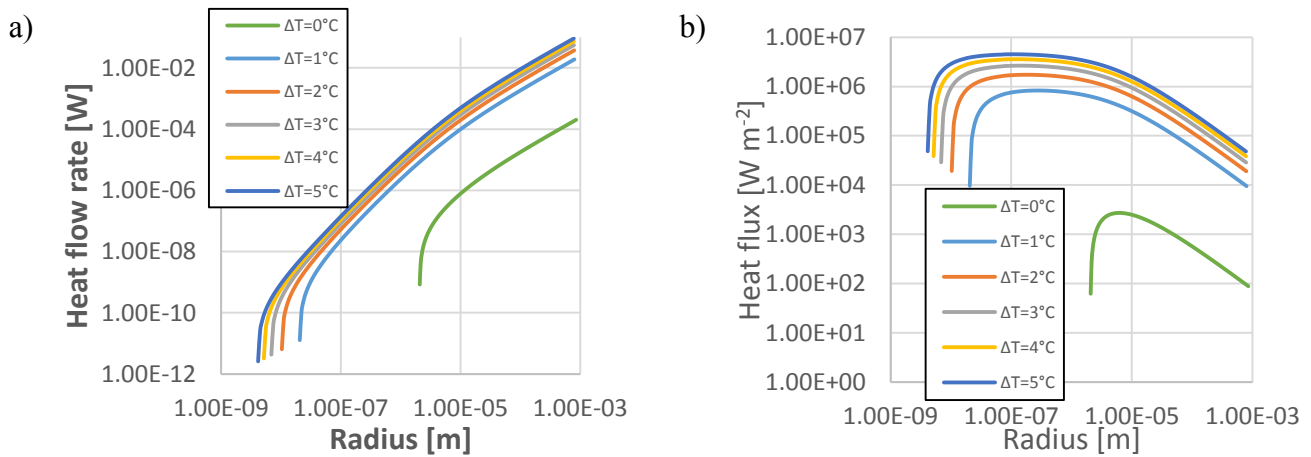 a)
ΔT=0°C
ΔT=1°C
ΔT=2°C
ΔT=3°C
ΔT=4°C
ΔT=5°C
Heat flow rate [W]
1.00E-02
1.00E-04
1.00E-06
1.00E-08
1.00E-10
1.00E-12
1.00E-09 1.00E-07 1.00E-05 1.00E-03
Radius [m]
b)
Heat flux [W m⁻²]
1.00E+07
1.00E+06
1.00E+05
1.00E+04
1.00E+03
1.00E+02
1.00E+01
1.00E+00
ΔT=0°C
ΔT=1°C
ΔT=2°C
ΔT=3°C
ΔT=4°C
ΔT=5°C
1.00E-09 1.00E-07 1.00E-05 1.00E-03
Radius [m]